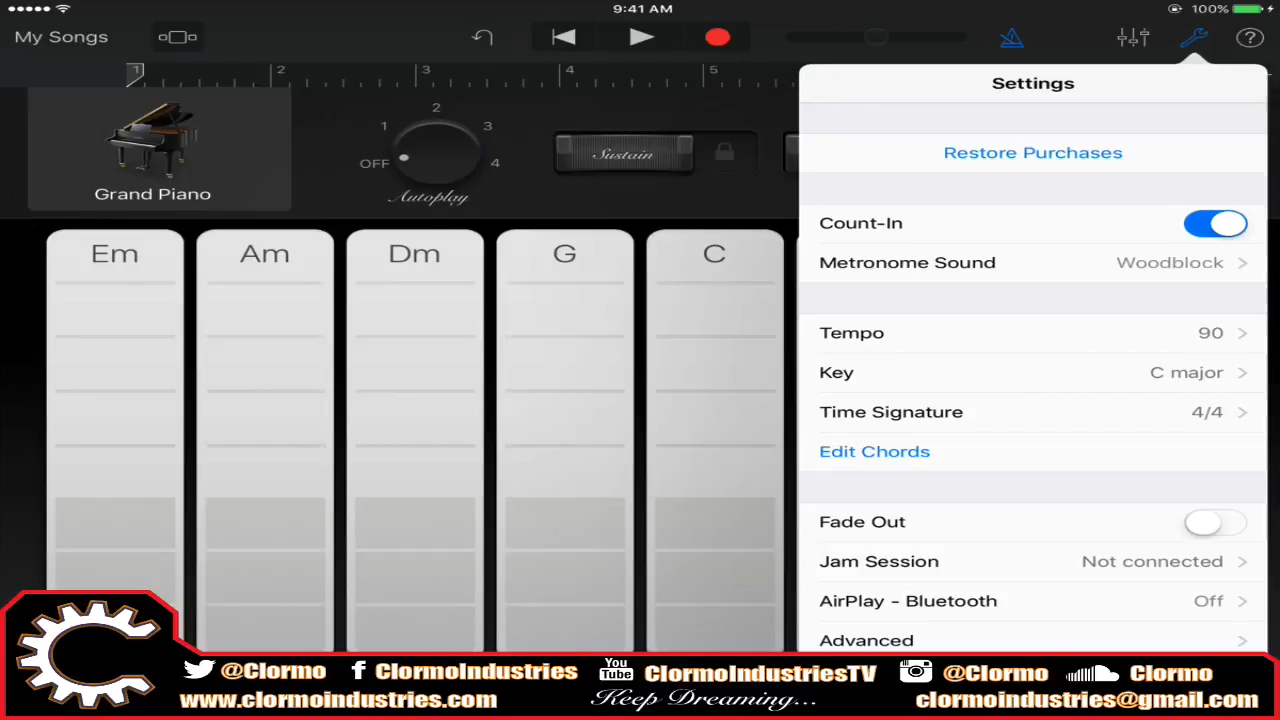 9:41 AM
100%
My Songs
1 2 3 4 5
Grand Piano
OFF 1 2 3 4
Autoplay
Sustain
Em Am Dm G C
Settings
Restore Purchases
Count-In
Metronome Sound Woodblock
Tempo 90
Key C major
Time Signature 4/4
Edit Chords
Fade Out
Jam Session Not connected
AirPlay - Bluetooth Off
Advanced
@Clormo ClormoIndustries You Tube ClormoIndustriesTV @Clormo Clormo
www.clormoindustries.com Keep Dreaming... clormoindustries@gmail.com